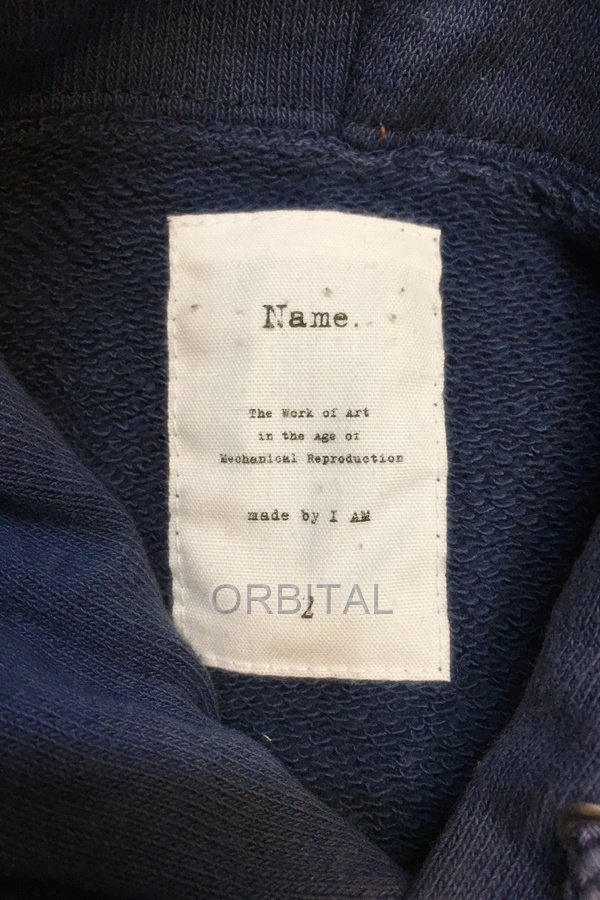 Name.
The Work of Art
in the Age of
Mechanical Reproduction
made by I AM
ORBITAL
2